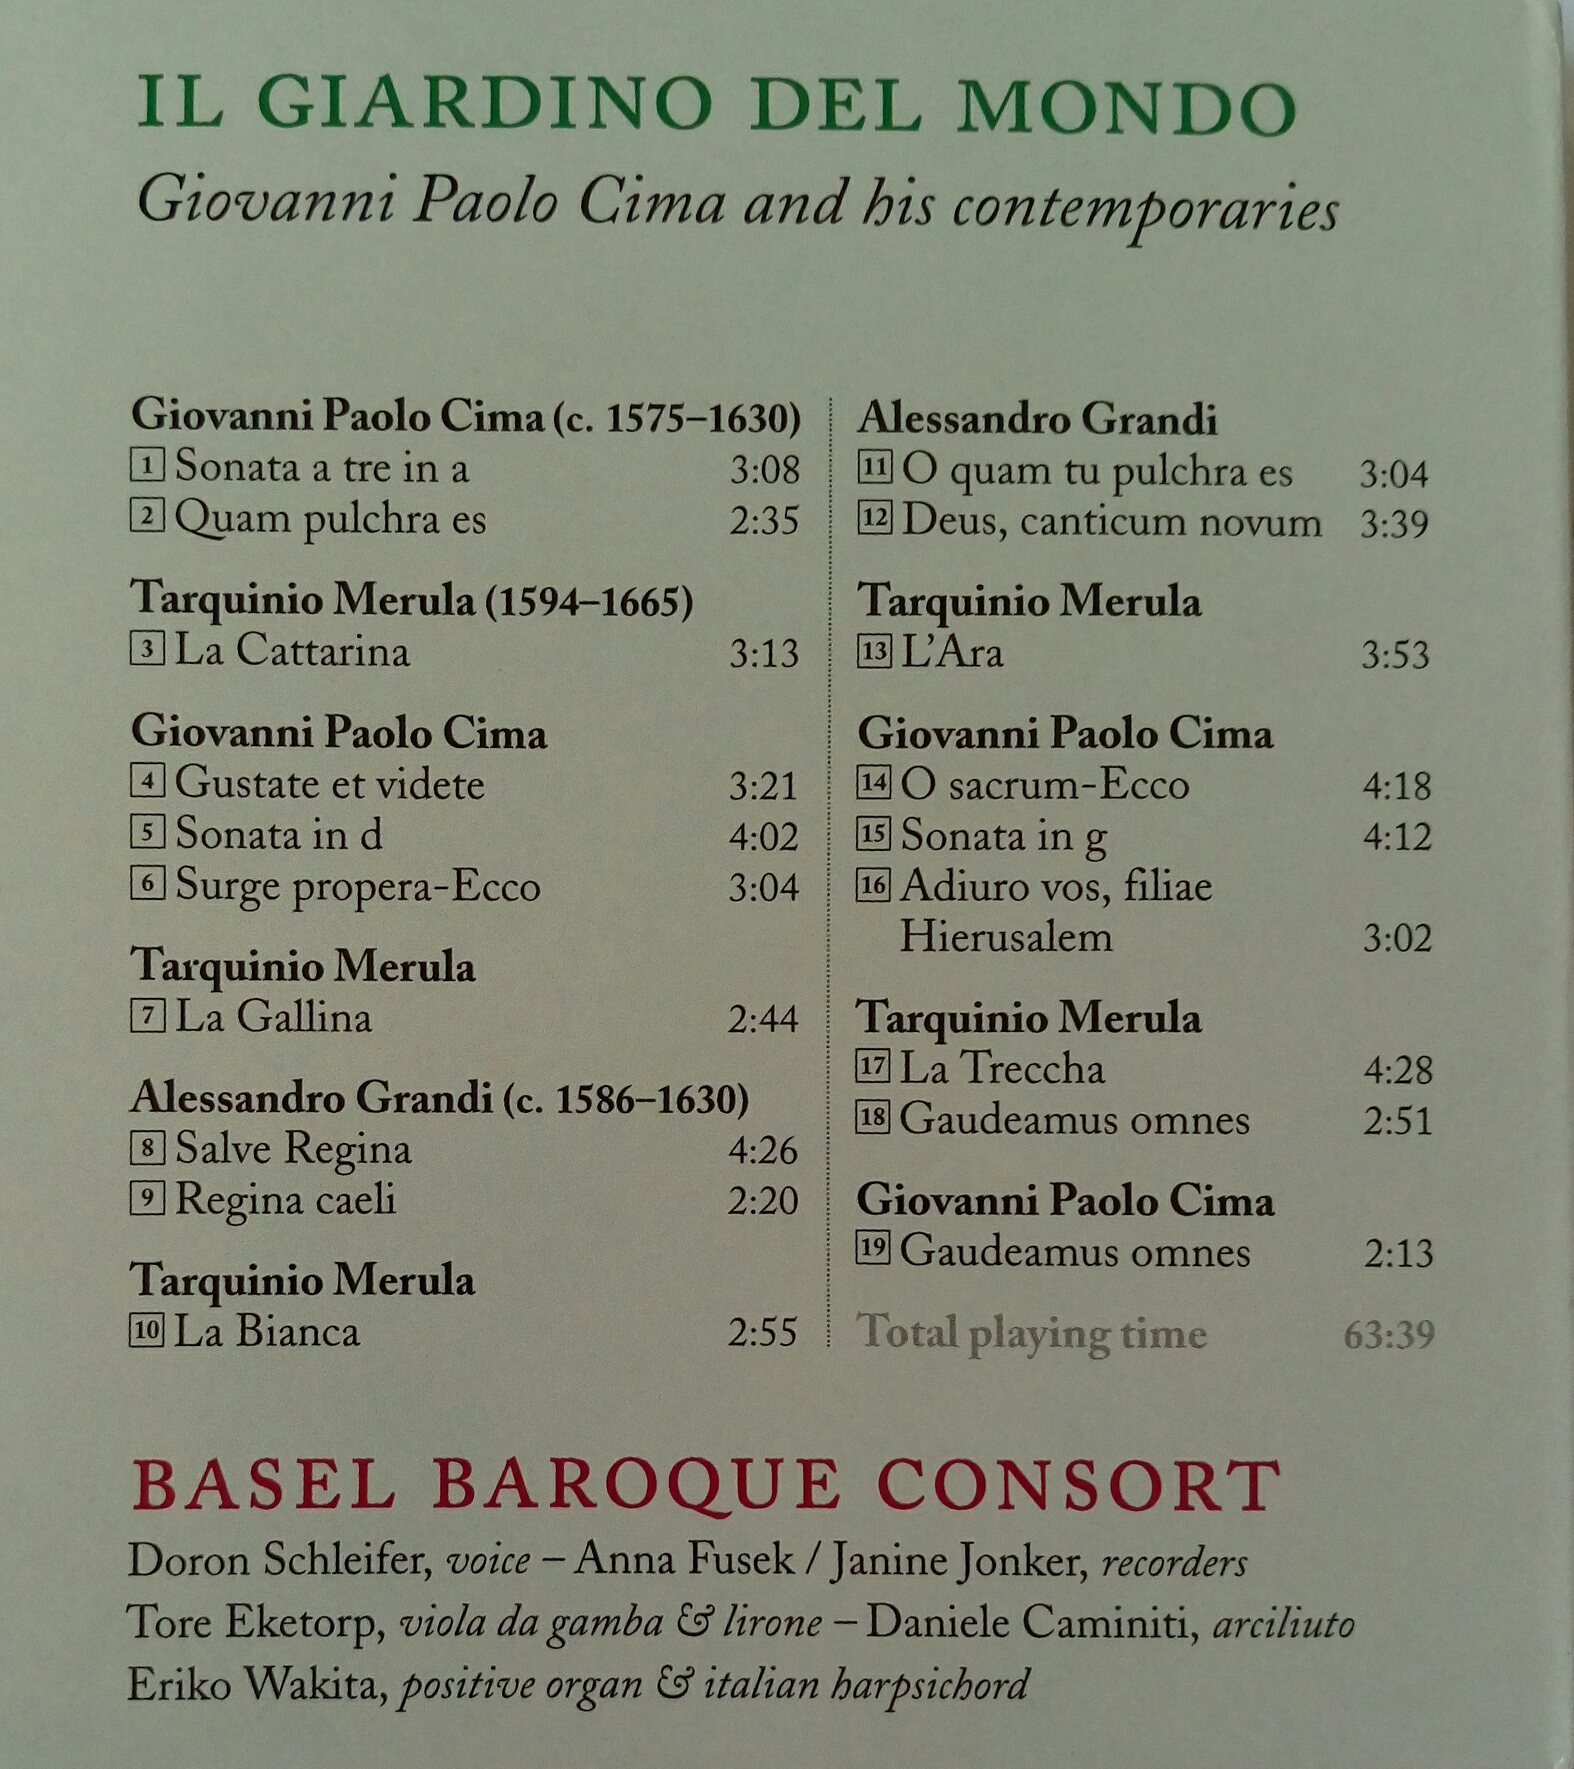 IL GIARDINO DEL MONDO
Giovanni Paolo Cima and his contemporaries
Giovanni Paolo Cima (c. 1575–1630)
1 Sonata a tre in a 3:08
2 Quam pulchra es 2:35
Tarquinio Merula (1594–1665)
3 La Cattarina 3:13
Giovanni Paolo Cima
4 Gustate et videte 3:21
5 Sonata in d 4:02
6 Surge propera-Ecco 3:04
Tarquinio Merula
7 La Gallina 2:44
Alessandro Grandi (c. 1586–1630)
8 Salve Regina 4:26
9 Regina caeli 2:20
Tarquinio Merula
10 La Bianca 2:55
Alessandro Grandi
11 O quam tu pulchra es 3:04
12 Deus, canticum novum 3:39
Tarquinio Merula
13 L’Ara 3:53
Giovanni Paolo Cima
14 O sacrum-Ecco 4:18
15 Sonata in g 4:12
16 Adiuro vos, filiae
Hierusalem 3:02
Tarquinio Merula
17 La Treccha 4:28
18 Gaudeamus omnes 2:51
Giovanni Paolo Cima
19 Gaudeamus omnes 2:13
Total playing time 63:39
BASEL BAROQUE CONSORT
Doron Schleifer, voice – Anna Fusek / Janine Jonker, recorders
Tore Eketorp, viola da gamba & lirone – Daniele Caminiti, arciliuto
Eriko Wakita, positive organ & italian harpsichord